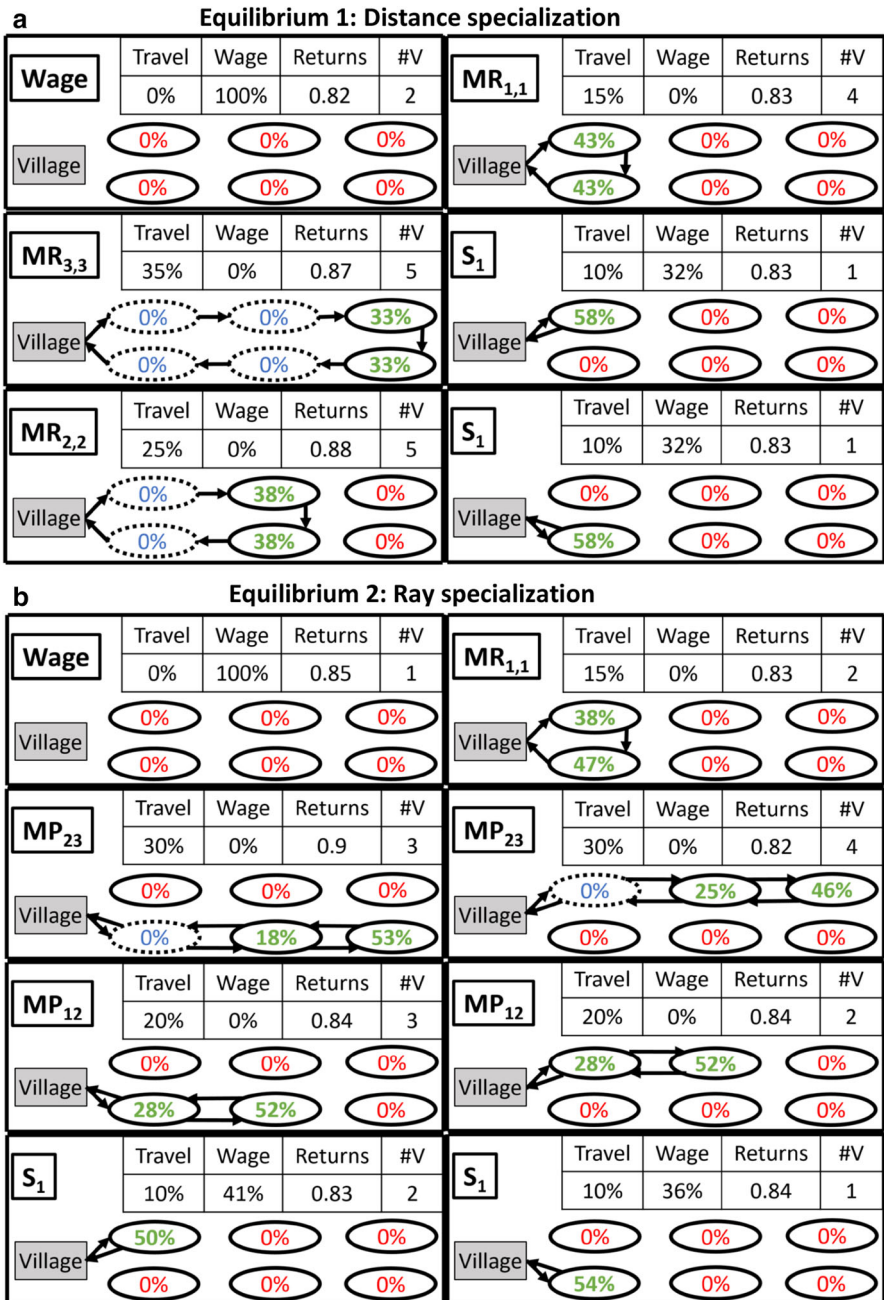 a
Equilibrium 1: Distance specialization
Wage
Travel Wage Returns #V
0% 100% 0.82 2
0% 0% 0%
Village
0% 0% 0%
MR1,1
Travel Wage Returns #V
15% 0% 0.83 4
43% 0% 0%
Village
43% 0% 0%
MR3,3
Travel Wage Returns #V
35% 0% 0.87 5
0% 0% 33%
Village
0% 0% 33%
S1
Travel Wage Returns #V
10% 32% 0.83 1
58% 0% 0%
Village
0% 0% 0%
MR2,2
Travel Wage Returns #V
25% 0% 0.88 5
0% 38% 0%
Village
0% 38% 0%
S1
Travel Wage Returns #V
10% 32% 0.83 1
0% 0% 0%
Village
58% 0% 0%
b
Equilibrium 2: Ray specialization
Wage
Travel Wage Returns #V
0% 100% 0.85 1
0% 0% 0%
Village
0% 0% 0%
MR1,1
Travel Wage Returns #V
15% 0% 0.83 2
38% 0% 0%
Village
47% 0% 0%
MP23
Travel Wage Returns #V
30% 0% 0.9 3
0% 0% 0%
Village
0% 18% 53%
MP23
Travel Wage Returns #V
30% 0% 0.82 4
0% 25% 46%
Village
0% 0% 0%
MP12
Travel Wage Returns #V
20% 0% 0.84 3
0% 0% 0%
Village
28% 52% 0%
MP12
Travel Wage Returns #V
20% 0% 0.84 2
28% 52% 0%
Village
0% 0% 0%
S1
Travel Wage Returns #V
10% 41% 0.83 2
50% 0% 0%
Village
0% 0% 0%
S1
Travel Wage Returns #V
10% 36% 0.84 1
0% 0% 0%
Village
54% 0% 0%